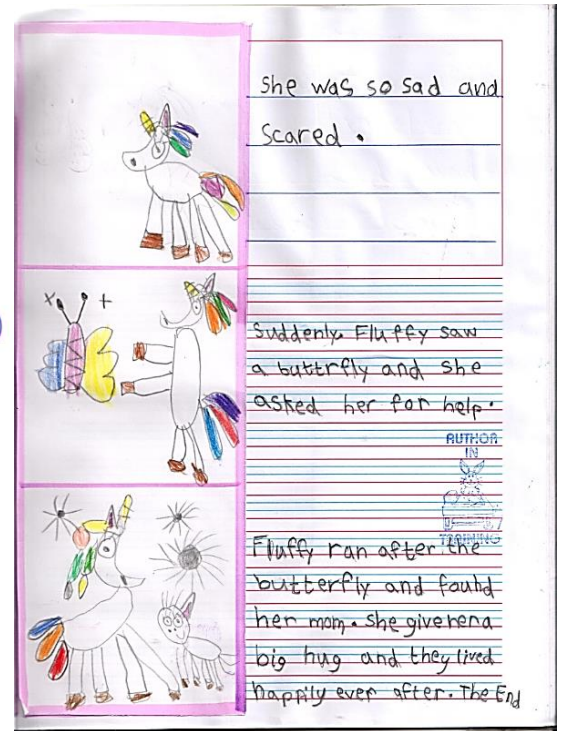 She was so sad and
scared.
Suddenly, Fluffy saw
a buttrfly and she
asked her for help.
AUTHOR
IN
TRAINING
Fluffy ran after the
butterfly and found
her mom. She giverera
big hug and they lived
happily ever after. The End